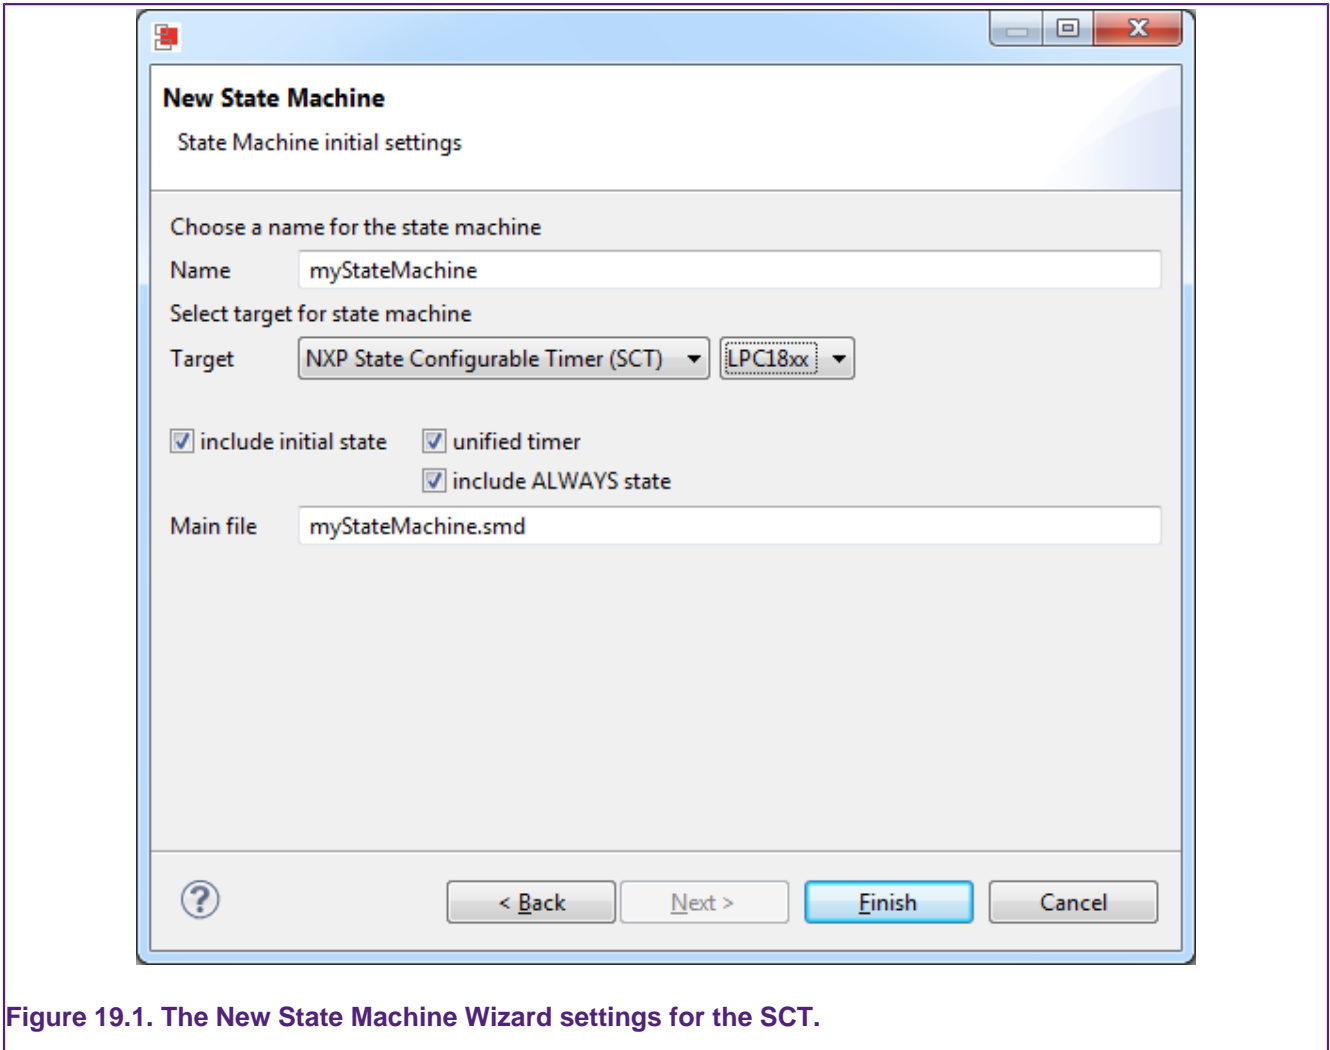 New State Machine
State Machine initial settings
Choose a name for the state machine
Name myStateMachine
Select target for state machine
Target NXP State Configurable Timer (SCT) LPC18xx
include initial state unified timer
include ALWAYS state
Main file myStateMachine.smd
? < Back Next > Finish Cancel
Figure 19.1. The New State Machine Wizard settings for the SCT.